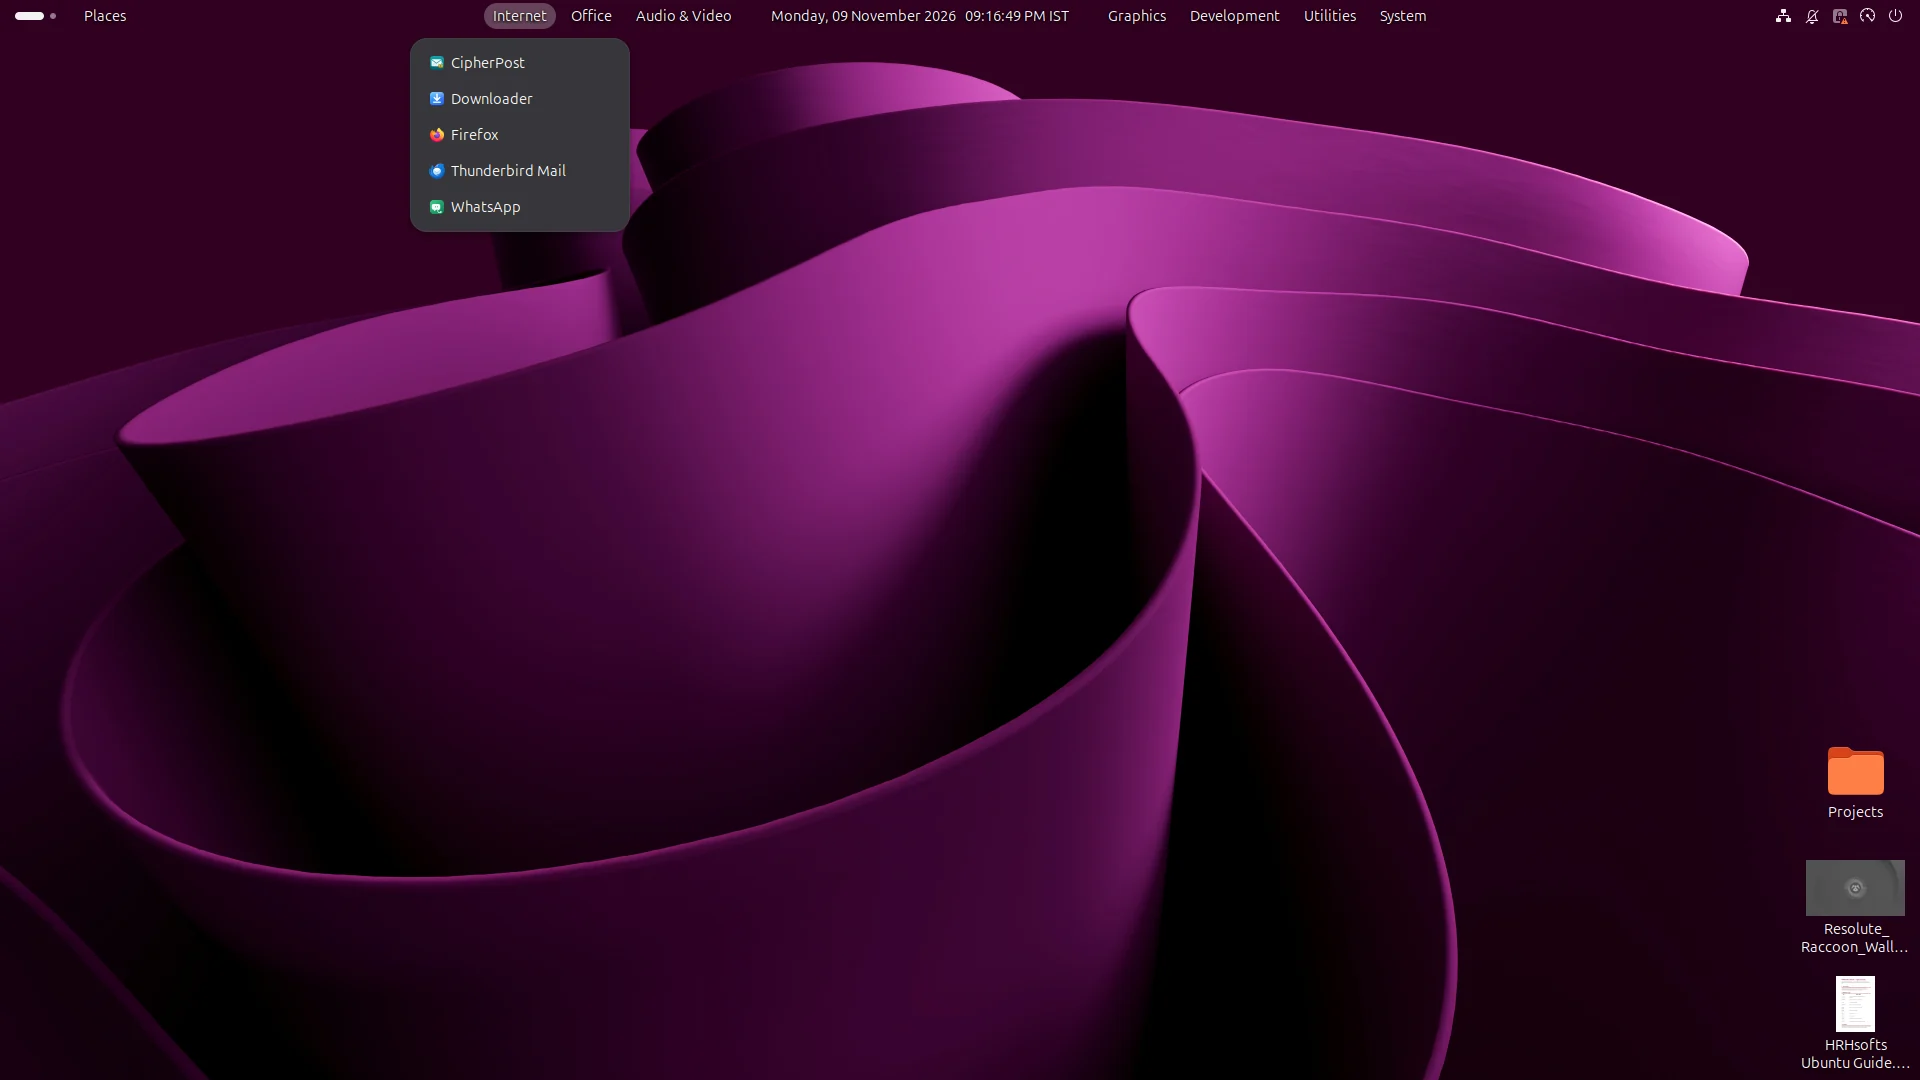 Places
Internet
Office
Audio & Video
Monday, 09 November 2026 09:16:49 PM IST
Graphics
Development
Utilities
System
CipherPost
Downloader
Firefox
Thunderbird Mail
WhatsApp
Projects
Resolute_
Raccoon_Wall…
HRHsofts
Ubuntu Guide.…